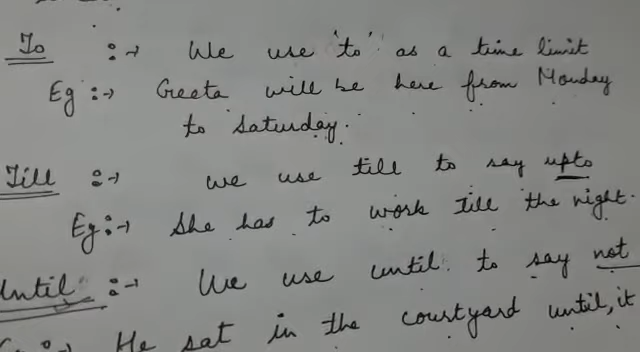 To :→ We use "to" as a time limit
Eg :→ Geeta will be here from Monday
to Saturday.
Till :→ we use till to say upto
Eg :→ She has to work till the night.
Until :→ We use until to say not
:→ He sat in the courtyard until, it